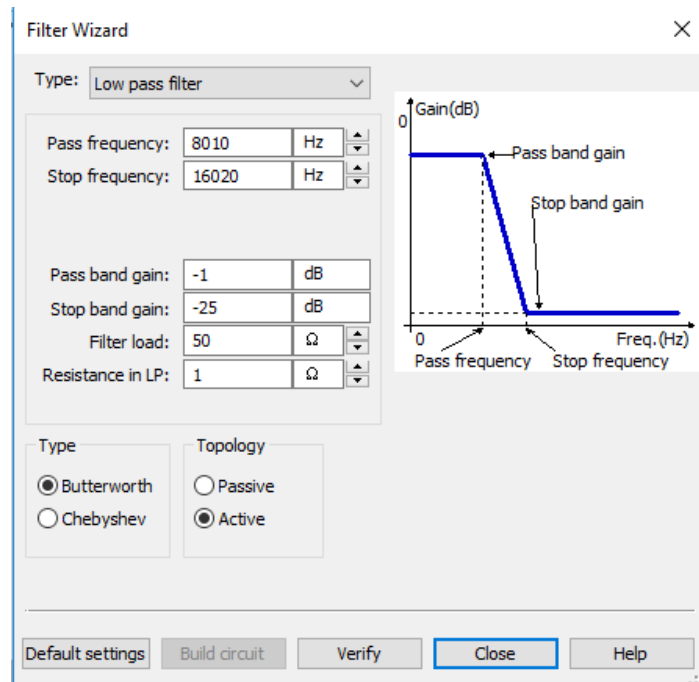 Filter Wizard
Type: Low pass filter
Pass frequency: 8010 Hz
Stop frequency: 16020 Hz
Pass band gain: -1 dB
Stop band gain: -25 dB
Filter load: 50 Ω
Resistance in LP: 1 Ω
Gain(dB)
0
Pass band gain
Stop band gain
0 Freq.(Hz)
Pass frequency Stop frequency
Type
Butterworth
Chebyshev
Topology
Passive
Active
Default settings Build circuit Verify Close Help